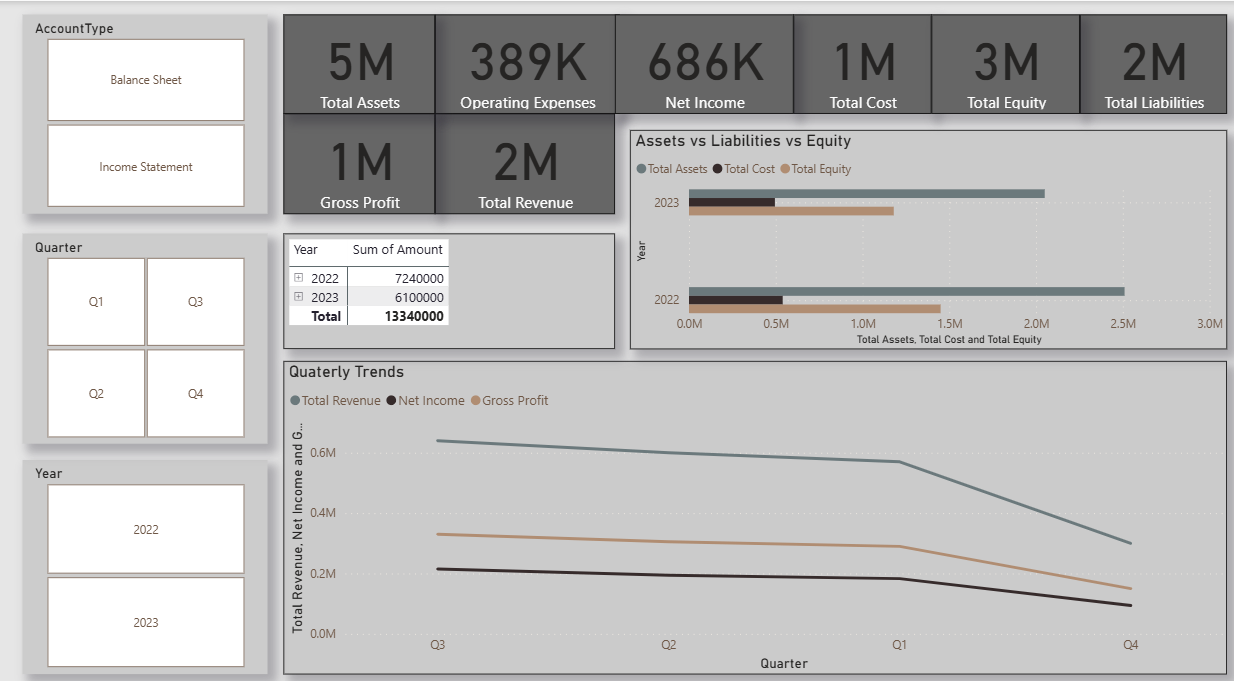 AccountType
Balance Sheet
Income Statement
Quarter
Q1 Q3
Q2 Q4
Year
2022
2023
5M 389K 686K 1M 3M 2M
Total Assets Operating Expenses Net Income Total Cost Total Equity Total Liabilities
1M 2M
Gross Profit Total Revenue
Year Sum of Amount
2022 7240000
2023 6100000
Total 13340000
Assets vs Liabilities vs Equity
Total Assets Total Cost Total Equity
Year
2023
2022
0.0M 0.5M 1.0M 1.5M 2.0M 2.5M 3.0M
Total Assets, Total Cost and Total Equity
Quaterly Trends
Total Revenue Net Income Gross Profit
Total Revenue, Net Income and G...
0.6M
0.4M
0.2M
0.0M
Q3 Q2 Q1 Q4
Quarter